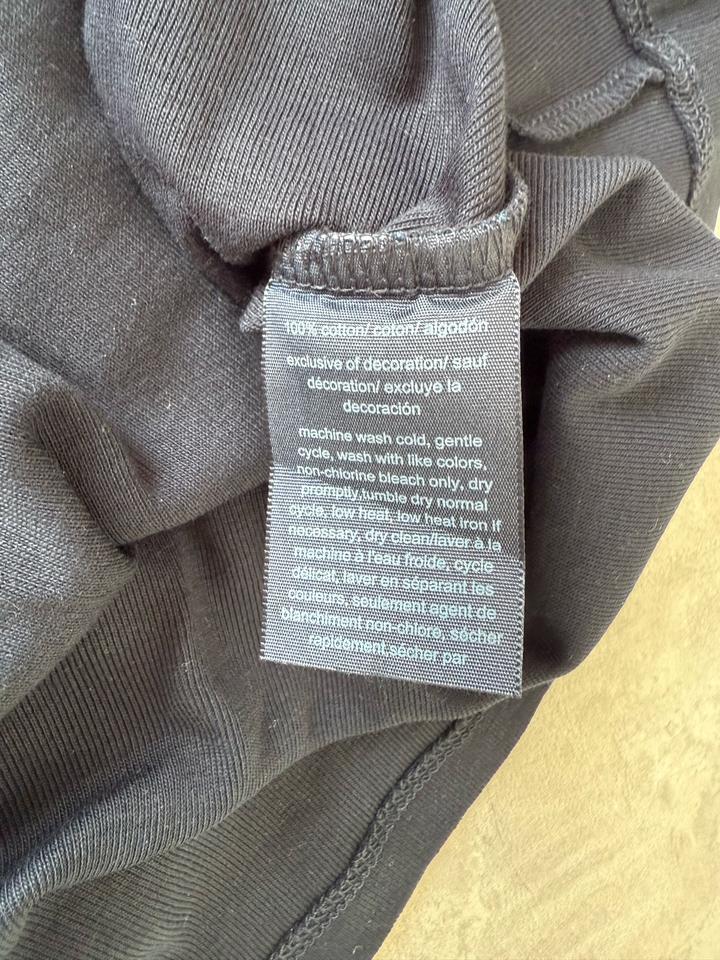 100% cotton/ coton/ algodón
exclusive of decoration/ sauf
décoration/ excluye la
decoración
machine wash cold, gentle
cycle, wash with like colors,
non-chlorine bleach only, dry
promptly,tumble dry normal
cycle, low heat, low heat iron if
necessary, dry clean/laver à la
machine à l'eau froide, cycle
délicat, laver en séparant les
couleurs, seulement agent de
blanchiment non-chloré, sécher
rapidement,sécher par